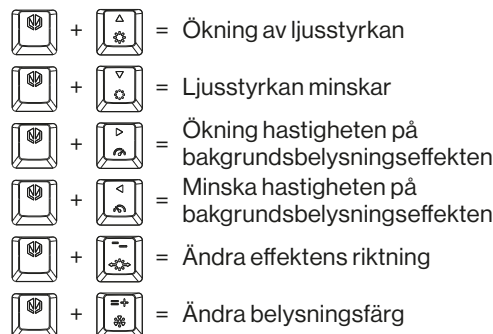 + = Ökning av ljusstyrkan
+ = Ljusstyrkan minskar
+ = Ökning hastigheten på
bakgrundsbelysningseffekten
+ = Minska hastigheten på
bakgrundsbelysningseffekten
+ = Ändra effektens riktning
+ = Ändra belysningsfärg